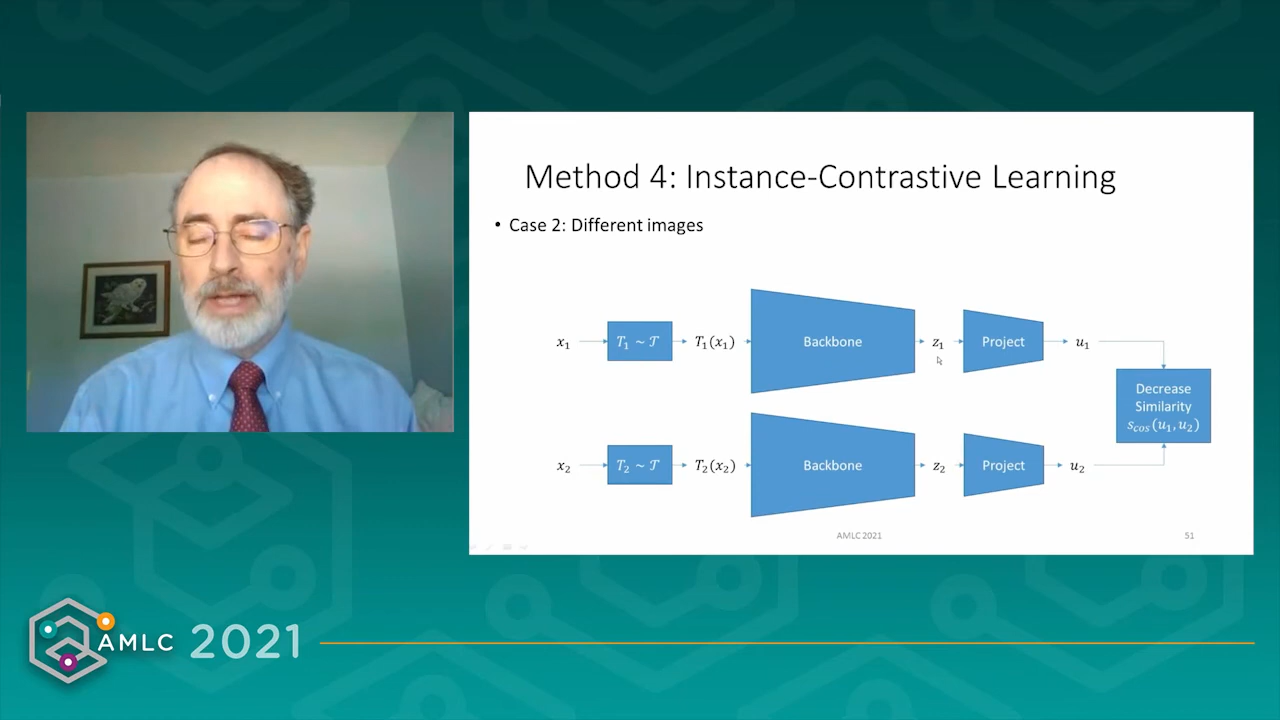 Method 4: Instance-Contrastive Learning
• Case 2: Different images
x₁ T₁ ~ 𝒯 T₁(x₁) Backbone z₁ Project u₁
Decrease
Similarity
s_cos(u₁, u₂)
x₂ T₂ ~ 𝒯 T₂(x₂) Backbone z₂ Project u₂
AMLC 2021 51
AMLC 2021